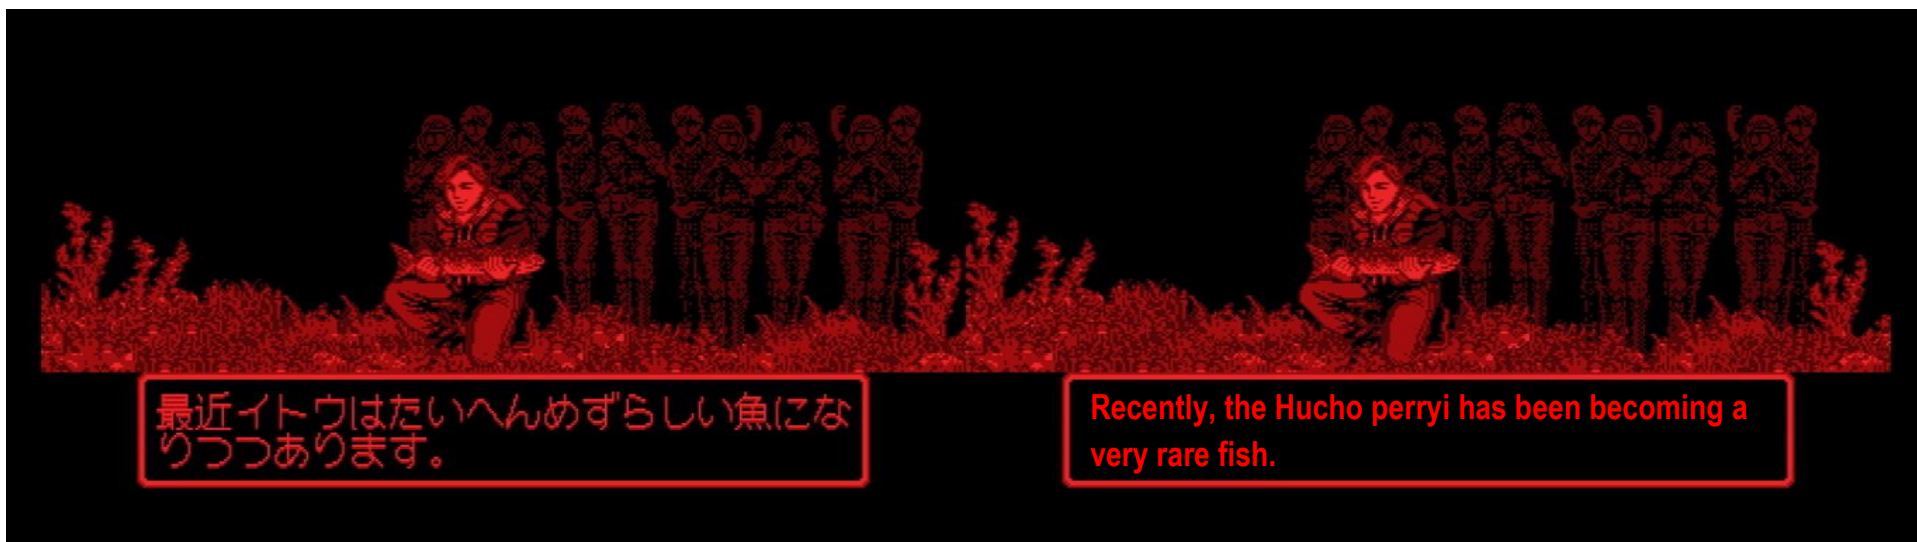 最近イトウはたいへんめずらしい魚にな
りつつあります。
Recently, the Hucho perryi has been becoming a
very rare fish.